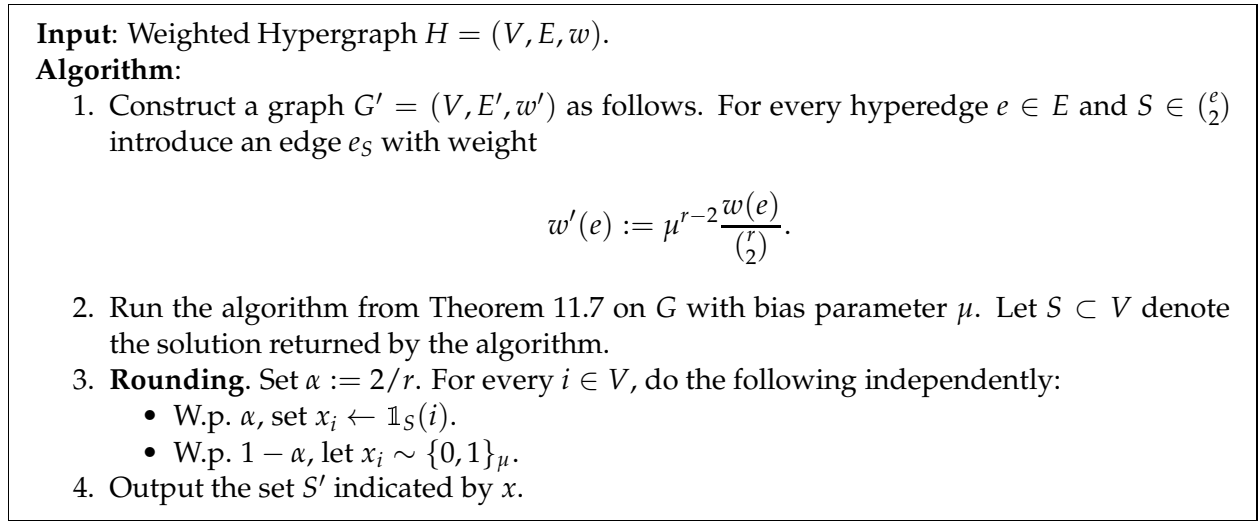 Input: Weighted Hypergraph H = (V, E, w).
Algorithm:
1. Construct a graph G′ = (V, E′, w′) as follows. For every hyperedge e ∈ E and S ∈ (e 2)
introduce an edge e_S with weight
w′(e) := μ^{r−2} w(e)/(r 2).
2. Run the algorithm from Theorem 11.7 on G with bias parameter μ. Let S ⊂ V denote
the solution returned by the algorithm.
3. Rounding. Set α := 2/r. For every i ∈ V, do the following independently:
• W.p. α, set x_i ← 𝟙_S(i).
• W.p. 1 − α, let x_i ∼ {0, 1}_μ.
4. Output the set S′ indicated by x.